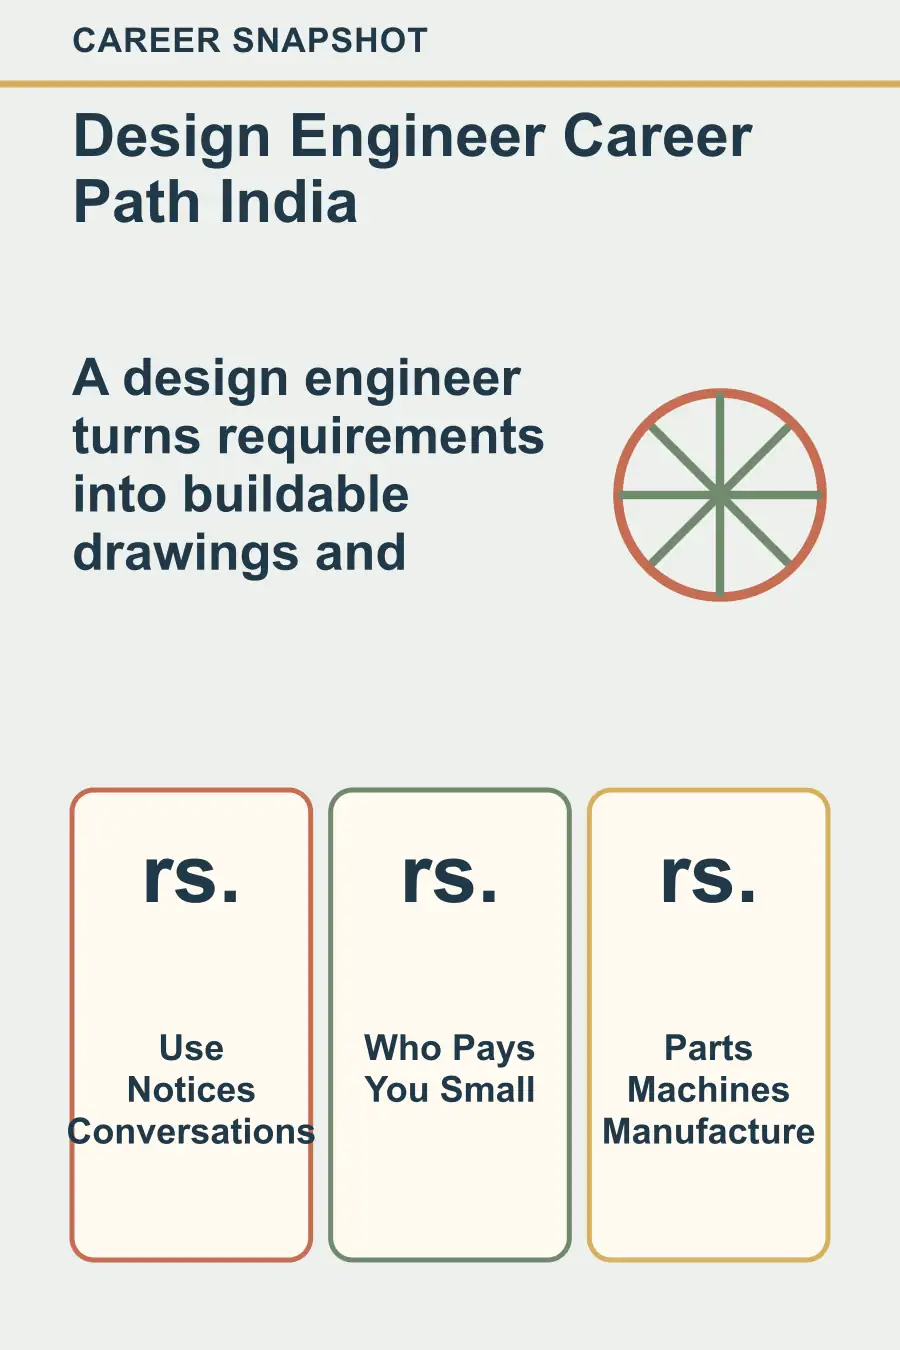 CAREER SNAPSHOT
Design Engineer Career
Path India
A design engineer
turns requirements
into buildable
drawings and
rs.
Use
Notices
Conversations
rs.
Who Pays
You Small
rs.
Parts
Machines
Manufacture